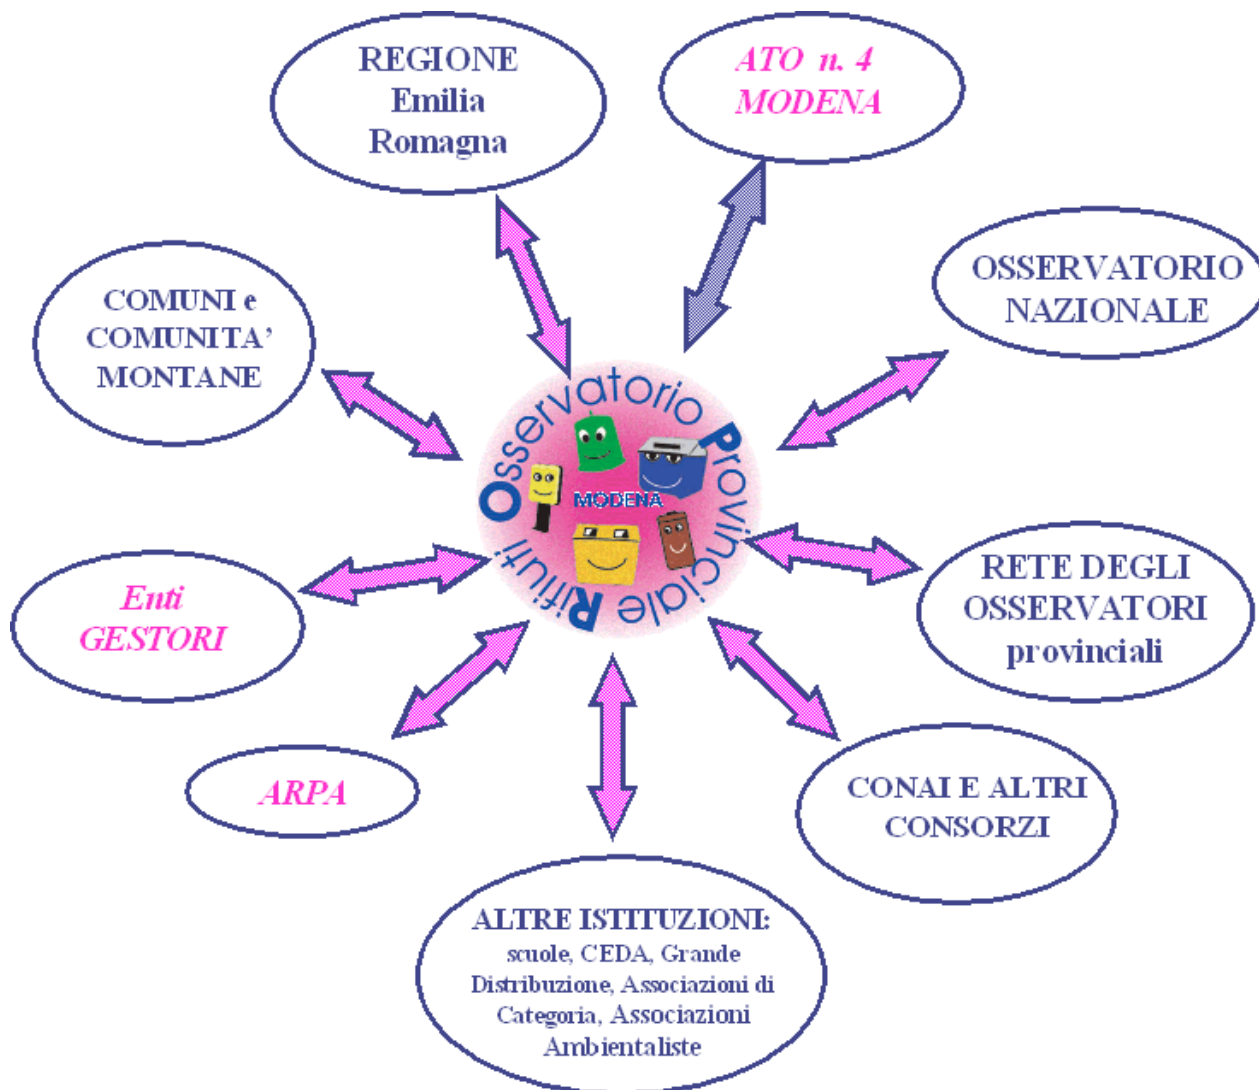 REGIONE
Emilia
Romagna
ATO n. 4
MODENA
OSSERVATORIO
NAZIONALE
COMUNI e
COMUNITA’
MONTANE
Osservatorio Provinciale Rifiuti
MODENA
Enti
GESTORI
RETE DEGLI
OSSERVATORI
provinciali
ARPA
CONAI E ALTRI
CONSORZI
ALTRE ISTITUZIONI:
scuole, CEDA, Grande
Distribuzione, Associazioni di
Categoria, Associazioni
Ambientaliste